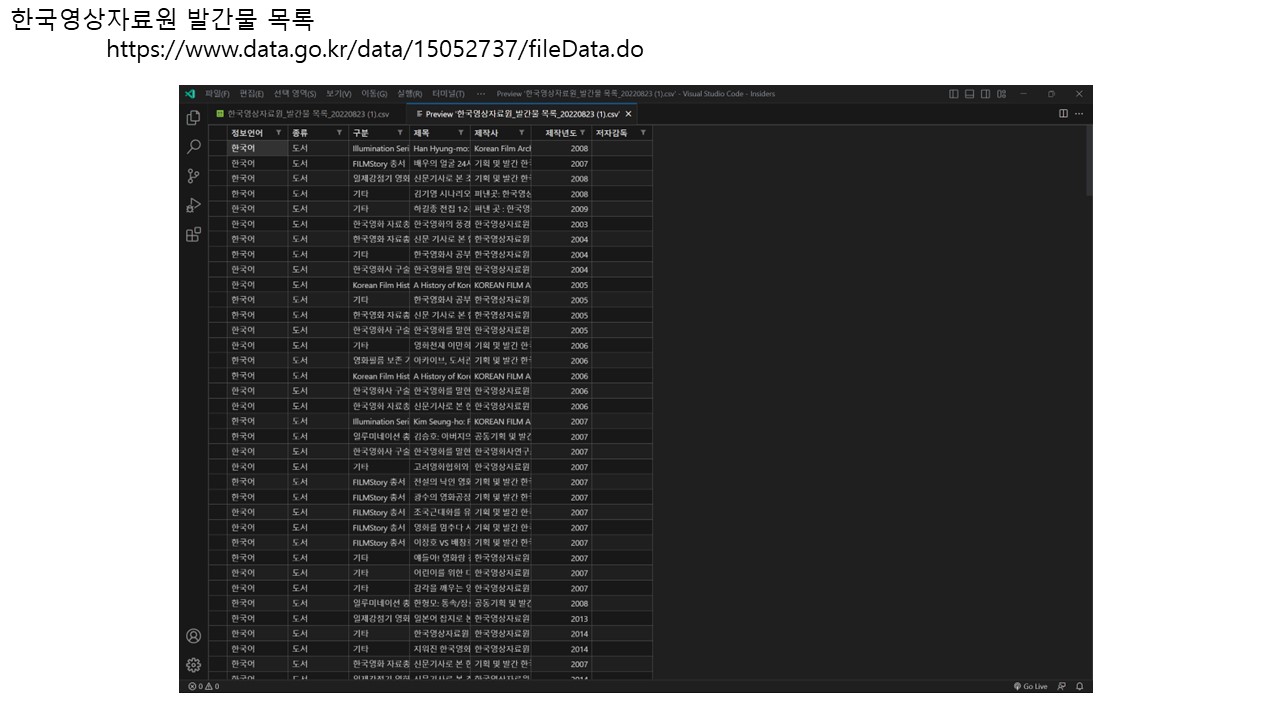 한국영상자료원 발간물 목록
https://www.data.go.kr/data/15052737/fileData.do
파일(F) 편집(E) 선택 영역(S) 보기(V) 이동(G) 실행(R) 터미널(T) ··· Preview '한국영상자료원_발간물 목록_20220823 (1).csv' - Visual Studio Code - Insiders
한국영상자료원_발간물 목록_20220823 (1).csv Preview '한국영상자료원_발간물 목록_20220823 (1).csv'
정보언어 종류 구분 제목 제작사 제작년도 저자감독
한국어 도서 Illumination Seri Han Hyung-mo: Korean Film Arch 2008
한국어 도서 FILMStory 총서 배우의 얼굴 24시 기획 및 발간 한 2007
한국어 도서 일제강점기 영화 신문기사로 본 조 기획 및 발간 한 2008
한국어 도서 기타 김기영 시나리오 펴낸곳: 한국영상 2008
한국어 도서 기타 하길종 전집 1·2· 펴낸 곳 : 한국영 2009
한국어 도서 한국영화 자료총 한국영화의 풍경 한국영상자료원 2003
한국어 도서 한국영화 자료총 신문 기사로 본 한 한국영상자료원 2004
한국어 도서 기타 한국영화사 공부 한국영상자료원 2004
한국어 도서 한국영화사 구술 한국영화를 말한 한국영상자료원 2004
한국어 도서 Korean Film Hist A History of Kore KOREAN FILM A 2005
한국어 도서 기타 한국영화사 공부 한국영상자료원 2005
한국어 도서 한국영화 자료총 신문 기사로 본 한 한국영상자료원 2005
한국어 도서 한국영화사 구술 한국영화를 말한 한국영상자료원 2005
한국어 도서 기타 영화천재 이만희 기획 및 발간 한 2006
한국어 도서 영화필름 보존 기 아카이브, 도서관 기획 및 발간 한 2006
한국어 도서 Korean Film Hist A History of Kore KOREAN FILM A 2006
한국어 도서 한국영화사 구술 한국영화를 말한 한국영상자료원 2006
한국어 도서 한국영화 자료총 신문기사로 본 한 한국영상자료원 2006
한국어 도서 Illumination Seri Kim Seung-ho: F KOREAN FILM A 2007
한국어 도서 일루미네이션 총 김승호: 아버지의 공동기획 및 발간 2007
한국어 도서 한국영화사 구술 한국영화를 말한 한국영화사연구 2007
한국어 도서 기타 고려영화협회와 한국영상자료원 2007
한국어 도서 FILMStory 총서 전설의 낙인 영화 기획 및 발간 한 2007
한국어 도서 FILMStory 총서 광수의 영화공장 기획 및 발간 한 2007
한국어 도서 FILMStory 총서 조국근대화를 유 기획 및 발간 한 2007
한국어 도서 FILMStory 총서 영화를 멈추다 시 기획 및 발간 한 2007
한국어 도서 FILMStory 총서 이장호 VS 배창호 기획 및 발간 한 2007
한국어 도서 기타 얘들아! 영화랑 한국영상자료원 2007
한국어 도서 기타 어린이를 위한 한국영상자료원 2007
한국어 도서 기타 감각을 깨우는 영 한국영상자료원 2007
한국어 도서 일루미네이션 총 한형모: 통속/장르 공동기획 및 발간 2008
한국어 도서 일제강점기 영화 일본어 잡지로 본 한국영상자료원 2013
한국어 도서 기타 한국영상자료원 한국영상자료원 2014
한국어 도서 기타 지워진 한국영화 한국영상자료원 2014
한국어 도서 한국영화 자료총 신문기사로 본 한 기획 및 발간 한 2007
한국어 도서 일제강점기 영화 신문기사로 본 조 한국영상자료원 2014
0 0 Go Live